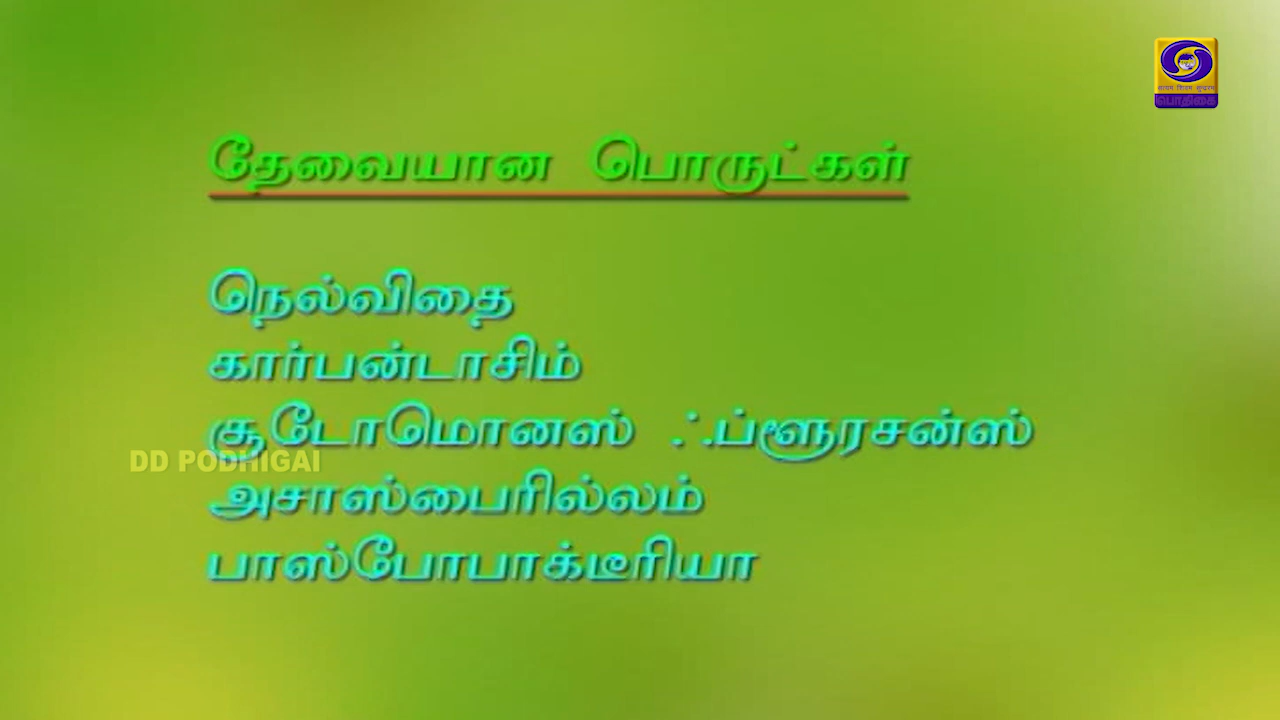 தேவையான பொருட்கள்
நெல்விதை
கார்பன்டாசிம்
சூடோமொனஸ் ஃப்ளூரசன்ஸ்
DD PODHIGAI
அசாஸ்பைரில்லம்
பாஸ்போபாக்டீரியா
பொதிகை